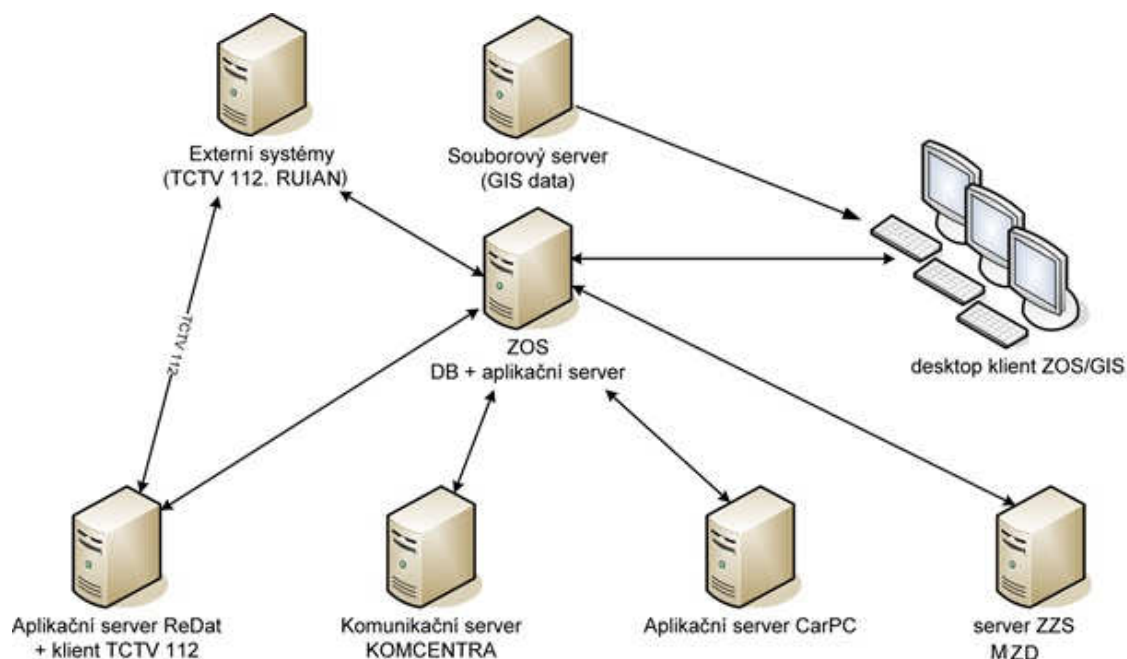 Externí systémy
(TCTV 112. RUIAN)
Souborový server
(GIS data)
TCTV 112
ZOS
DB + aplikační server
desktop klient ZOS/GIS
Aplikační server ReDat
+ klient TCTV 112
Komunikační server
KOMCENTRA
Aplikační server CarPC
server ZZS
MZD